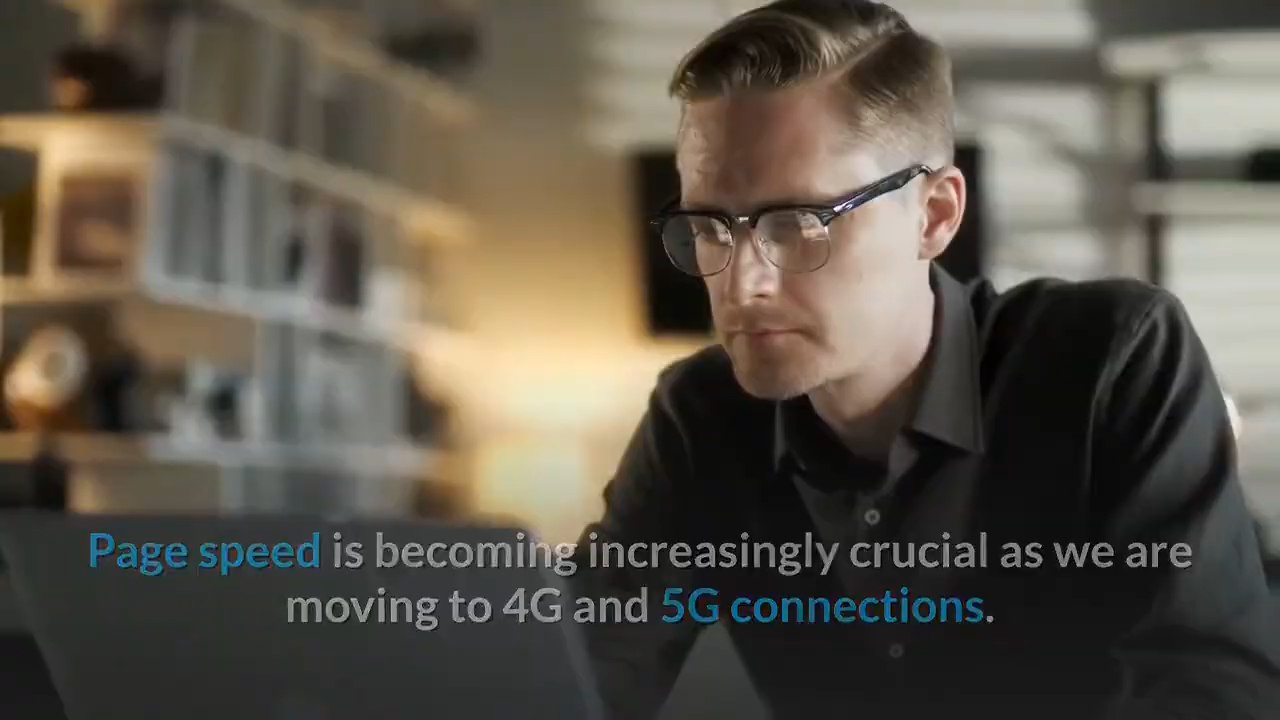 Page speed is becoming increasingly crucial as we are
moving to 4G and 5G connections.